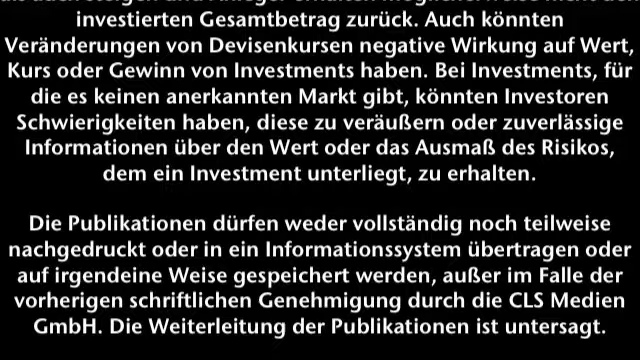 investierten Gesamtbetrag zurück. Auch könnten
Veränderungen von Devisenkursen negative Wirkung auf Wert,
Kurs oder Gewinn von Investments haben. Bei Investments, für
die es keinen anerkannten Markt gibt, könnten Investoren
Schwierigkeiten haben, diese zu veräußern oder zuverlässige
Informationen über den Wert oder das Ausmaß des Risikos,
dem ein Investment unterliegt, zu erhalten.
Die Publikationen dürfen weder vollständig noch teilweise
nachgedruckt oder in ein Informationssystem übertragen oder
auf irgendeine Weise gespeichert werden, außer im Falle der
vorherigen schriftlichen Genehmigung durch die CLS Medien
GmbH. Die Weiterleitung der Publikationen ist untersagt.